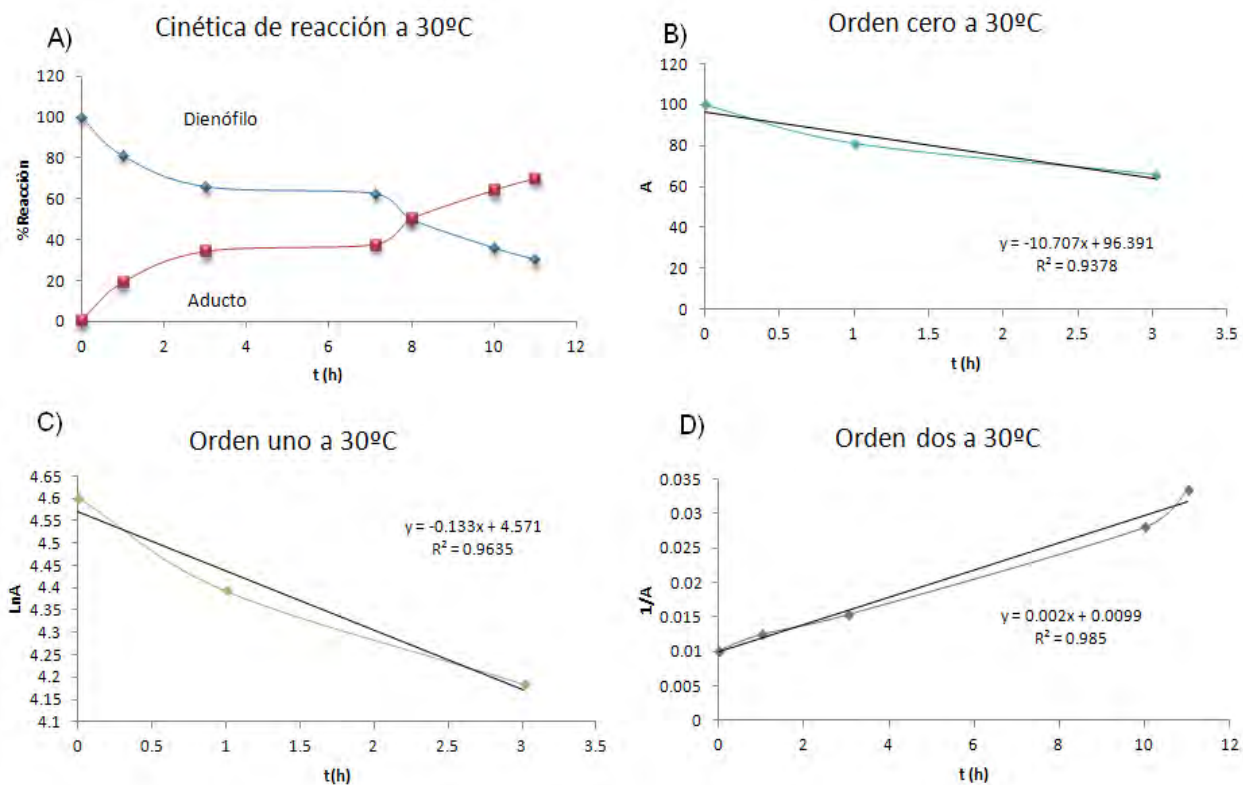 A)
Cinética de reacción a 30ºC
120
100
80
60
40
20
0
%Reacción
Dienófilo
Aducto
0 2 4 6 8 10 12
t (h)
B)
Orden cero a 30ºC
120
100
80
60
40
20
0
A
y = -10.707x + 96.391
R² = 0.9378
0 0.5 1 1.5 2 2.5 3 3.5
t (h)
C)
Orden uno a 30ºC
4.65
4.6
4.55
4.5
4.45
4.4
4.35
4.3
4.25
4.2
4.15
4.1
LnA
y = -0.133x + 4.571
R² = 0.9635
0 0.5 1 1.5 2 2.5 3 3.5
t(h)
D)
Orden dos a 30ºC
0.035
0.03
0.025
0.02
0.015
0.01
0.005
0
1/A
y = 0.002x + 0.0099
R² = 0.985
0 2 4 6 8 10 12
t (h)